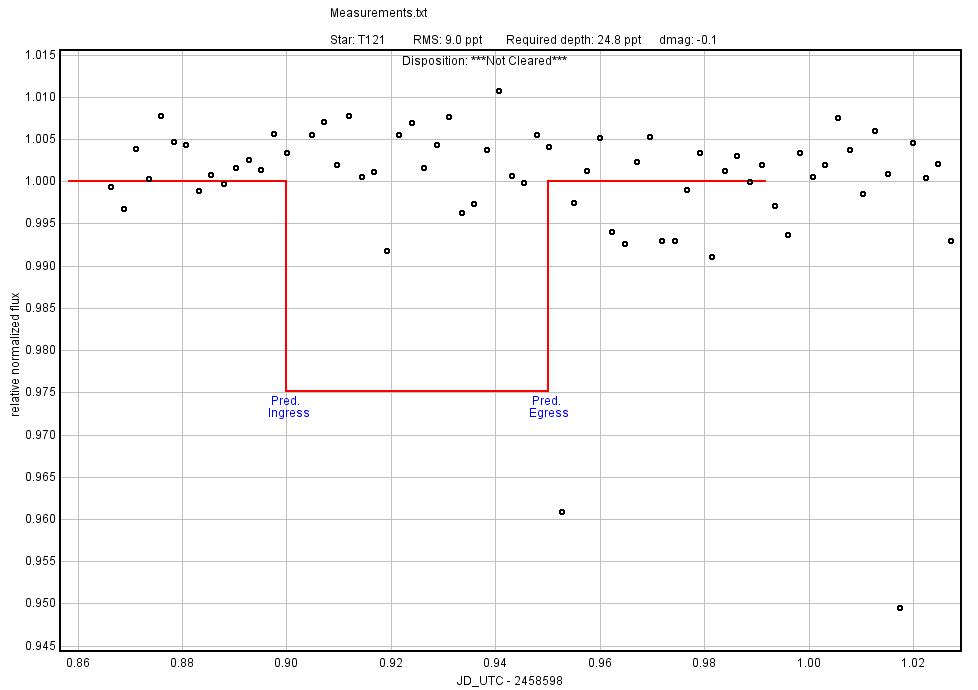 Measurements.txt
Star: T121 RMS: 9.0 ppt Required depth: 24.8 ppt dmag: -0.1
Disposition: ***Not Cleared***
1.015
1.010
1.005
1.000
0.995
0.990
0.985
0.980
0.975
0.970
0.965
0.960
0.955
0.950
0.945
relative normalized flux
Pred.
Ingress
Pred.
Egress
0.86 0.88 0.90 0.92 0.94 0.96 0.98 1.00 1.02
JD_UTC - 2458598